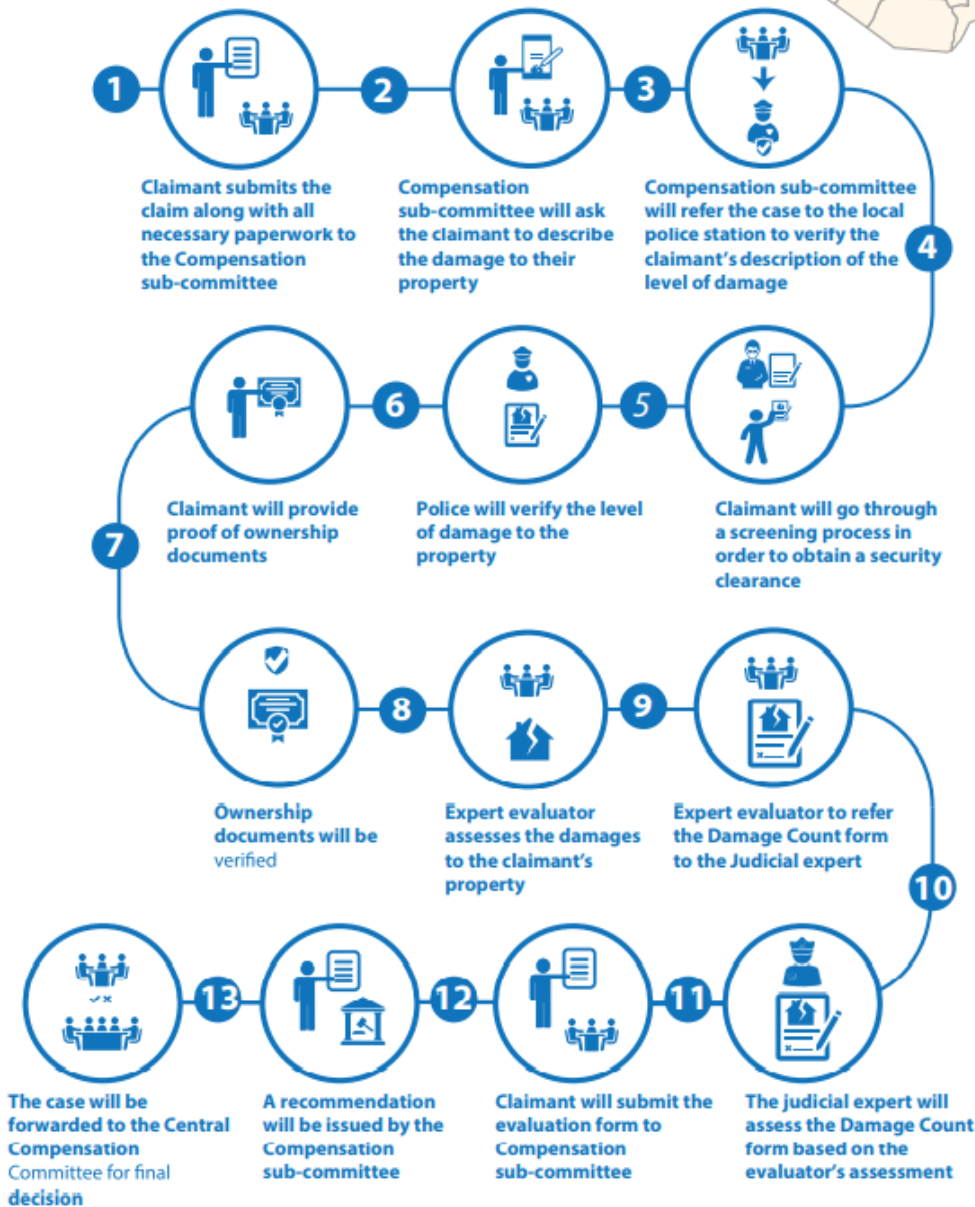 1
2
3
Claimant submits the
claim along with all
necessary paperwork to
the Compensation
sub-committee
Compensation
sub-committee will ask
the claimant to describe
the damage to their
property
Compensation sub-committee
will refer the case to the local
police station to verify the
claimant's description of the
level of damage
4
5
6
Claimant will go through
a screening process in
order to obtain a security
clearance
Police will verify the level
of damage to the
property
Claimant will provide
proof of ownership
documents
7
8
9
Ownership
documents will be
verified
Expert evaluator
assesses the damages
to the claimant's
property
Expert evaluator to refer
the Damage Count form
to the Judicial expert
10
11
12
13
The judicial expert will
assess the Damage Count
form based on the
evaluator's assessment
Claimant will submit the
evaluation form to
Compensation
sub-committee
A recommendation
will be issued by the
Compensation
sub-committee
The case will be
forwarded to the Central
Compensation
Committee for final
decision